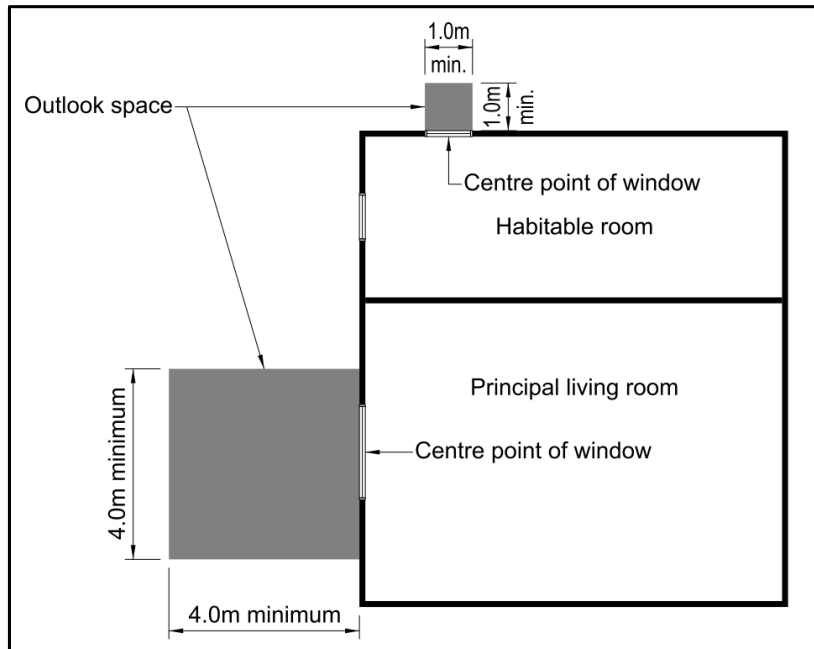 1.0m
min.
Outlook space
1.0m
min.
Centre point of window
Habitable room
Principal living room
Centre point of window
4.0m minimum
4.0m minimum